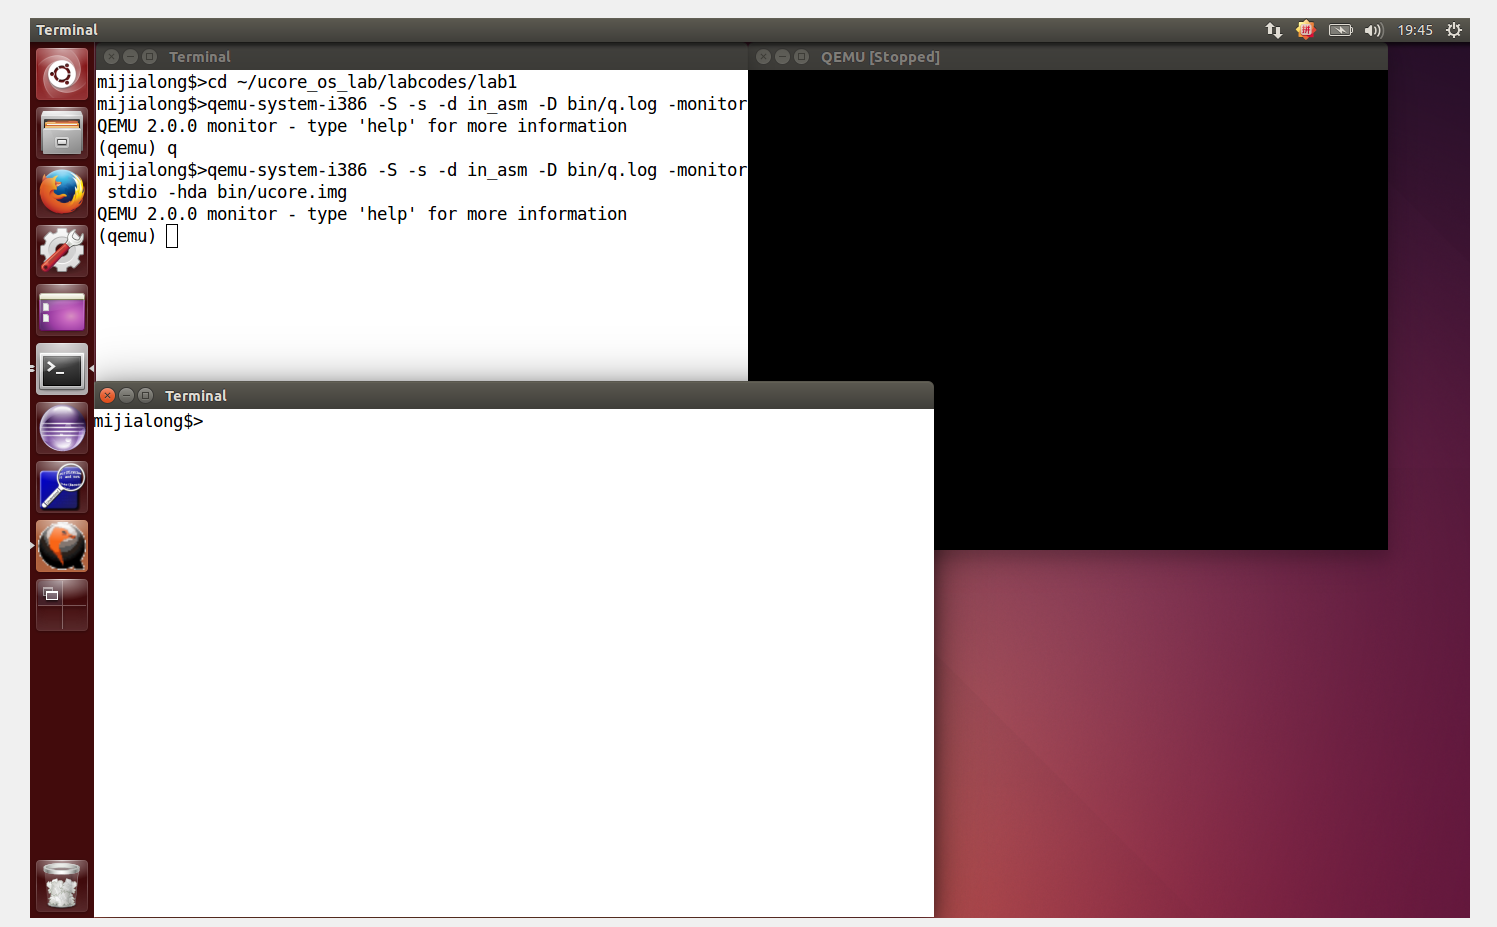 Terminal
19:45
Terminal
QEMU [Stopped]
mijialong$>cd ~/ucore_os_lab/labcodes/lab1
mijialong$>qemu-system-i386 -S -s -d in_asm -D bin/q.log -monitor
QEMU 2.0.0 monitor - type 'help' for more information
(qemu) q
mijialong$>qemu-system-i386 -S -s -d in_asm -D bin/q.log -monitor
stdio -hda bin/ucore.img
QEMU 2.0.0 monitor - type 'help' for more information
(qemu)
Terminal
mijialong$>